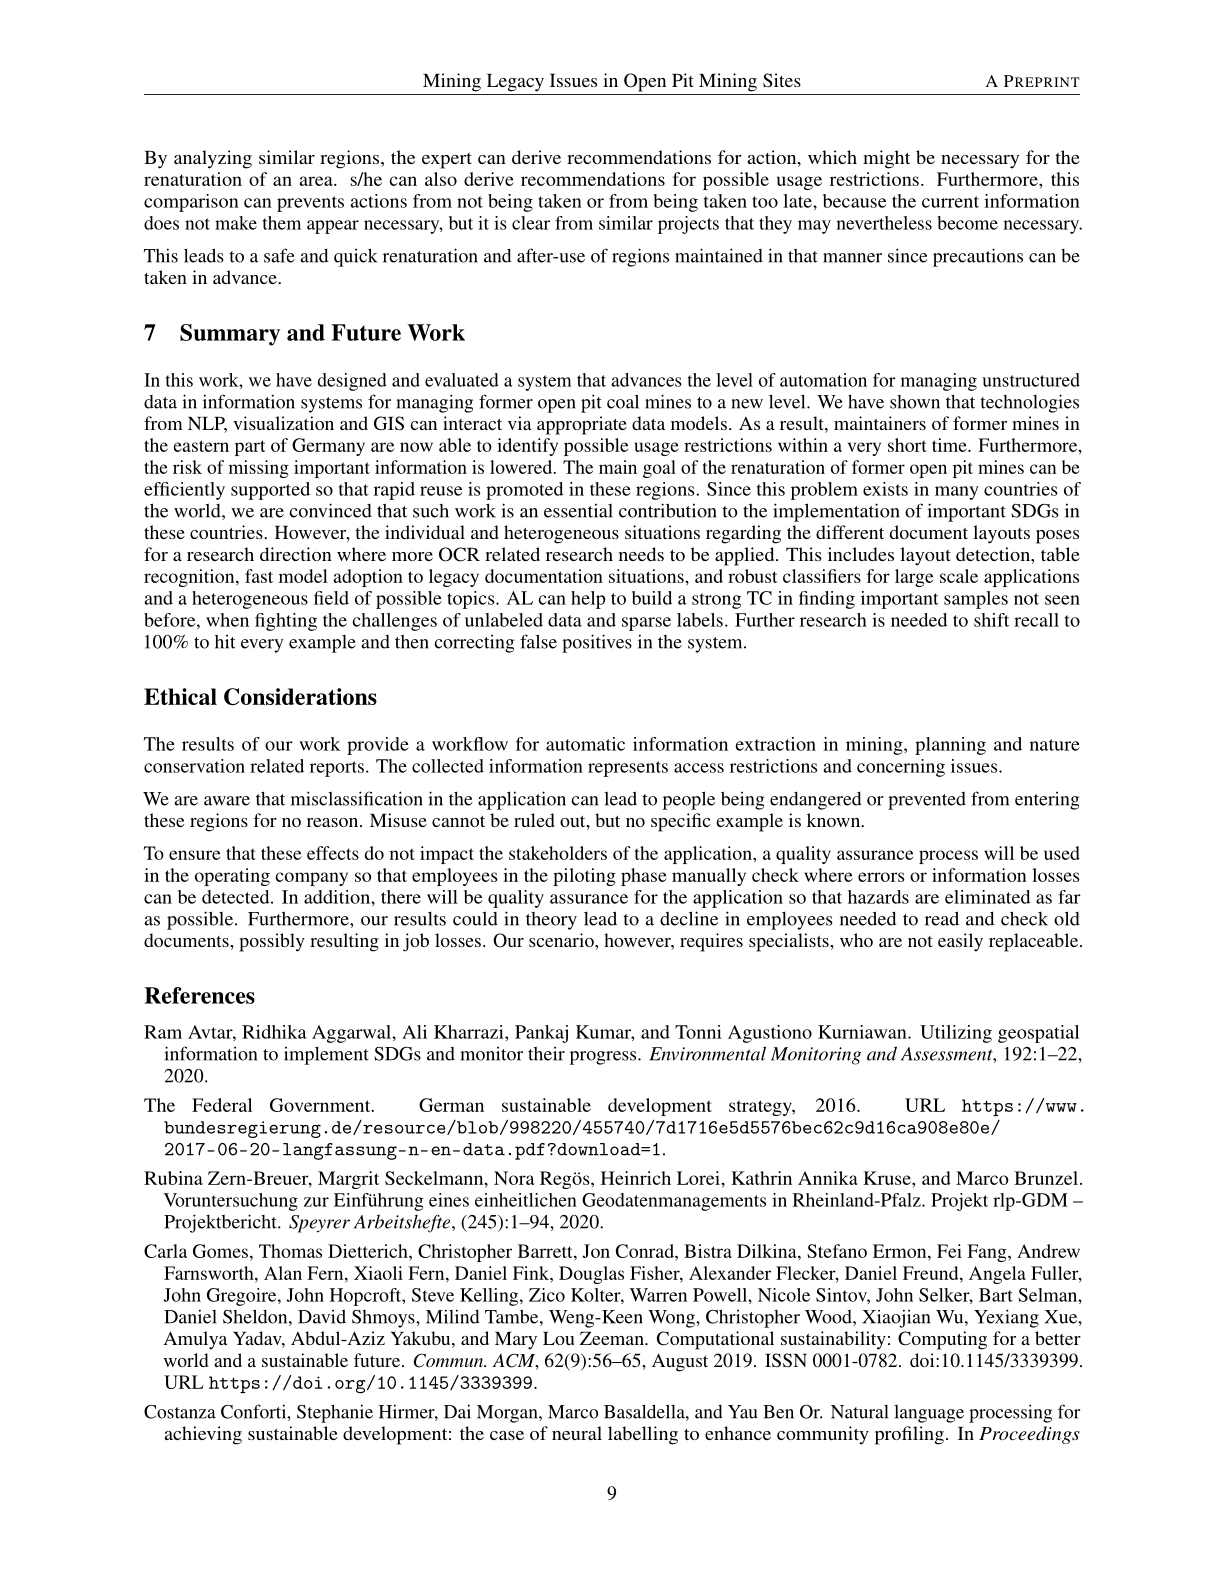 Mining Legacy Issues in Open Pit Mining Sites A PREPRINT
By analyzing similar regions, the expert can derive recommendations for action, which might be necessary for the
renaturation of an area. s/he can also derive recommendations for possible usage restrictions. Furthermore, this
comparison can prevents actions from not being taken or from being taken too late, because the current information
does not make them appear necessary, but it is clear from similar projects that they may nevertheless become necessary.
This leads to a safe and quick renaturation and after-use of regions maintained in that manner since precautions can be
taken in advance.
7 Summary and Future Work
In this work, we have designed and evaluated a system that advances the level of automation for managing unstructured
data in information systems for managing former open pit coal mines to a new level. We have shown that technologies
from NLP, visualization and GIS can interact via appropriate data models. As a result, maintainers of former mines in
the eastern part of Germany are now able to identify possible usage restrictions within a very short time. Furthermore,
the risk of missing important information is lowered. The main goal of the renaturation of former open pit mines can be
efficiently supported so that rapid reuse is promoted in these regions. Since this problem exists in many countries of
the world, we are convinced that such work is an essential contribution to the implementation of important SDGs in
these countries. However, the individual and heterogeneous situations regarding the different document layouts poses
for a research direction where more OCR related research needs to be applied. This includes layout detection, table
recognition, fast model adoption to legacy documentation situations, and robust classifiers for large scale applications
and a heterogeneous field of possible topics. AL can help to build a strong TC in finding important samples not seen
before, when fighting the challenges of unlabeled data and sparse labels. Further research is needed to shift recall to
100% to hit every example and then correcting false positives in the system.
Ethical Considerations
The results of our work provide a workflow for automatic information extraction in mining, planning and nature
conservation related reports. The collected information represents access restrictions and concerning issues.
We are aware that misclassification in the application can lead to people being endangered or prevented from entering
these regions for no reason. Misuse cannot be ruled out, but no specific example is known.
To ensure that these effects do not impact the stakeholders of the application, a quality assurance process will be used
in the operating company so that employees in the piloting phase manually check where errors or information losses
can be detected. In addition, there will be quality assurance for the application so that hazards are eliminated as far
as possible. Furthermore, our results could in theory lead to a decline in employees needed to read and check old
documents, possibly resulting in job losses. Our scenario, however, requires specialists, who are not easily replaceable.
References
Ram Avtar, Ridhika Aggarwal, Ali Kharrazi, Pankaj Kumar, and Tonni Agustiono Kurniawan. Utilizing geospatial
information to implement SDGs and monitor their progress. Environmental Monitoring and Assessment, 192:1–22,
2020.
The Federal Government. German sustainable development strategy, 2016. URL https://www.
bundesregierung.de/resource/blob/998220/455740/7d1716e5d5576bec62c9d16ca908e80e/
2017-06-20-langfassung-n-en-data.pdf?download=1.
Rubina Zern-Breuer, Margrit Seckelmann, Nora Regös, Heinrich Lorei, Kathrin Annika Kruse, and Marco Brunzel.
Voruntersuchung zur Einführung eines einheitlichen Geodatenmanagements in Rheinland-Pfalz. Projekt rlp-GDM –
Projektbericht. Speyrer Arbeitshefte, (245):1–94, 2020.
Carla Gomes, Thomas Dietterich, Christopher Barrett, Jon Conrad, Bistra Dilkina, Stefano Ermon, Fei Fang, Andrew
Farnsworth, Alan Fern, Xiaoli Fern, Daniel Fink, Douglas Fisher, Alexander Flecker, Daniel Freund, Angela Fuller,
John Gregoire, John Hopcroft, Steve Kelling, Zico Kolter, Warren Powell, Nicole Sintov, John Selker, Bart Selman,
Daniel Sheldon, David Shmoys, Milind Tambe, Weng-Keen Wong, Christopher Wood, Xiaojian Wu, Yexiang Xue,
Amulya Yadav, Abdul-Aziz Yakubu, and Mary Lou Zeeman. Computational sustainability: Computing for a better
world and a sustainable future. Commun. ACM, 62(9):56–65, August 2019. ISSN 0001-0782. doi:10.1145/3339399.
URL https://doi.org/10.1145/3339399.
Costanza Conforti, Stephanie Hirmer, Dai Morgan, Marco Basaldella, and Yau Ben Or. Natural language processing for
achieving sustainable development: the case of neural labelling to enhance community profiling. In Proceedings
9